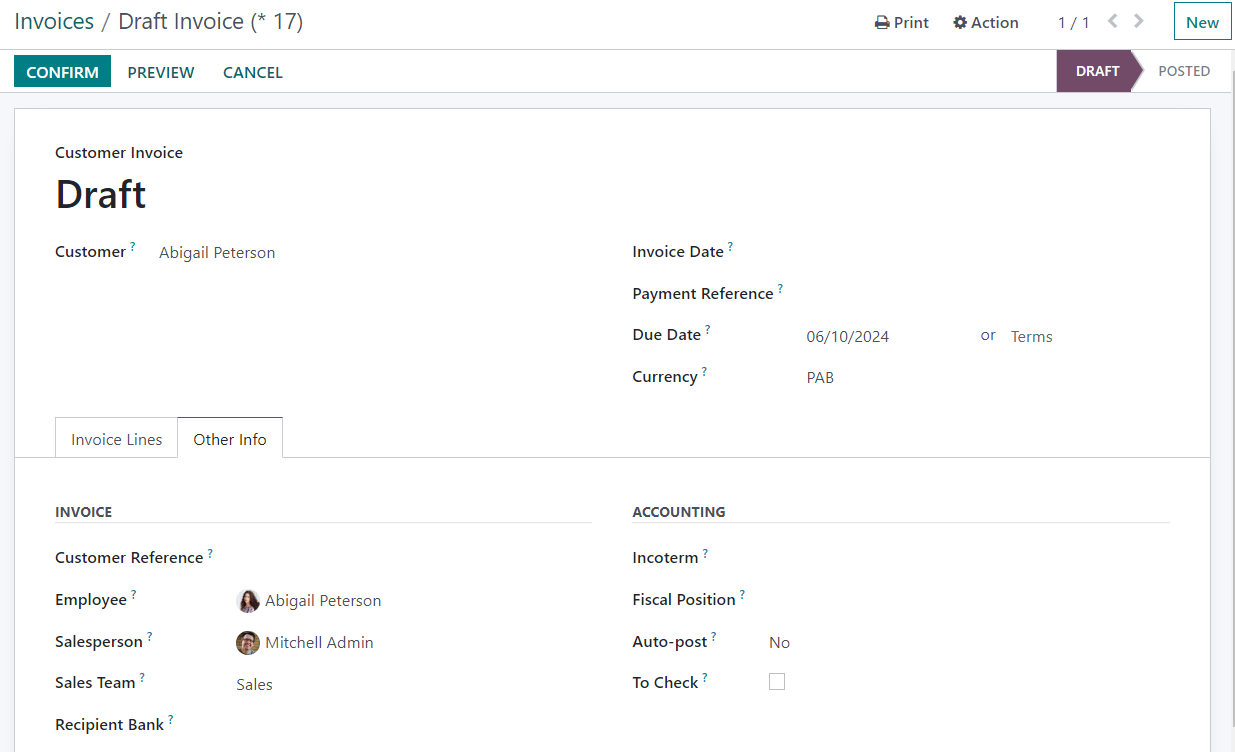 Invoices / Draft Invoice (* 17)
Print
Action
1 / 1
New
CONFIRM
PREVIEW
CANCEL
DRAFT
POSTED
Customer Invoice
Draft
Customer ? Abigail Peterson
Invoice Date ?
Payment Reference ?
Due Date ? 06/10/2024 or Terms
Currency ? PAB
Invoice Lines
Other Info
INVOICE
Customer Reference ?
Employee ? Abigail Peterson
Salesperson ? Mitchell Admin
Sales Team ? Sales
Recipient Bank ?
ACCOUNTING
Incoterm ?
Fiscal Position ?
Auto-post ? No
To Check ?